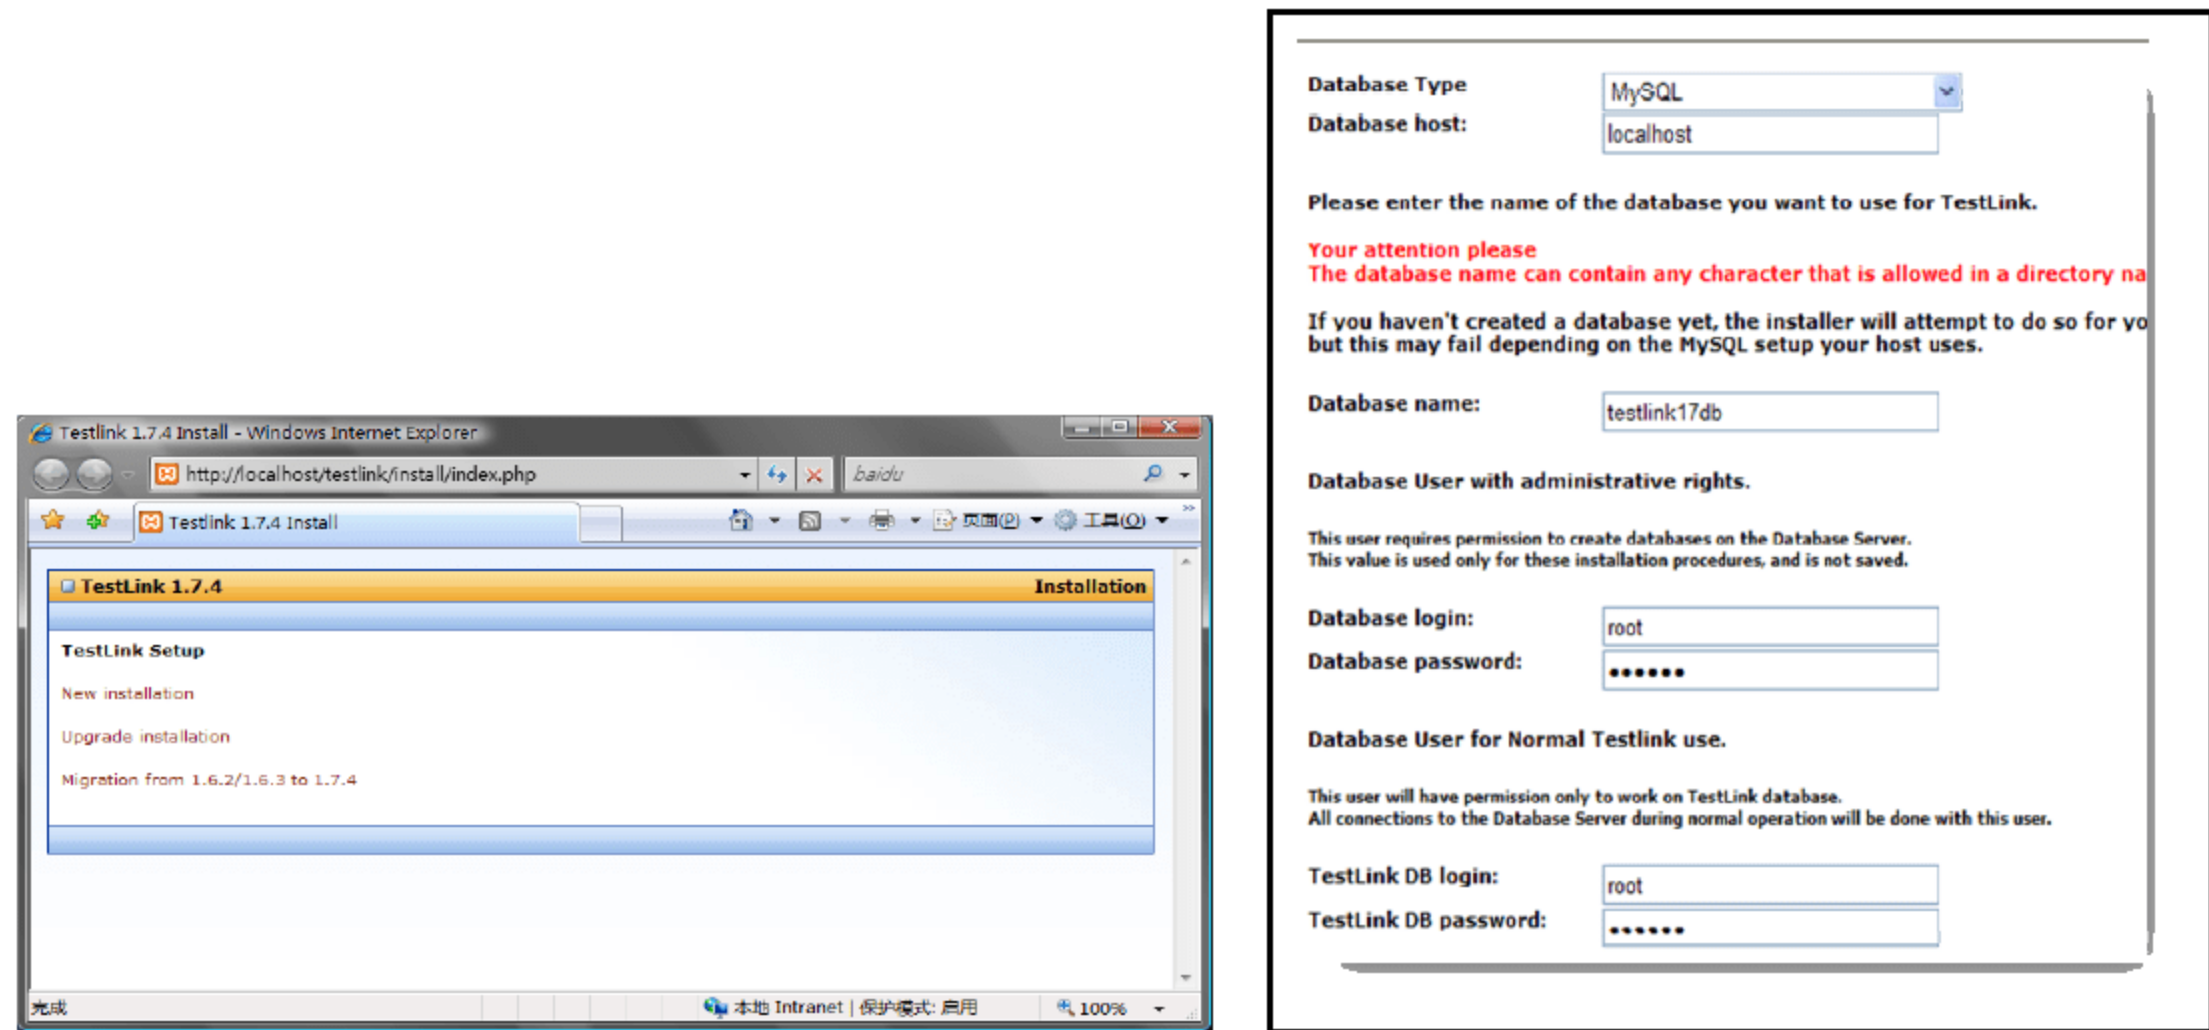 Testlink 1.7.4 Install - Windows Internet Explorer
http://localhost/testlink/install/index.php
baidu
Testlink 1.7.4 Install
页面(P)
工具(O)
TestLink 1.7.4
Installation
TestLink Setup
New installation
Upgrade installation
Migration from 1.6.2/1.6.3 to 1.7.4
完成
本地 Intranet | 保护模式: 启用
100%
Database Type
MySQL
Database host:
localhost
Please enter the name of the database you want to use for TestLink.
Your attention please
The database name can contain any character that is allowed in a directory na
If you haven't created a database yet, the installer will attempt to do so for yo
but this may fail depending on the MySQL setup your host uses.
Database name:
testlink17db
Database User with administrative rights.
This user requires permission to create databases on the Database Server.
This value is used only for these installation procedures, and is not saved.
Database login:
root
Database password:
••••••
Database User for Normal Testlink use.
This user will have permission only to work on TestLink database.
All connections to the Database Server during normal operation will be done with this user.
TestLink DB login:
root
TestLink DB password:
••••••